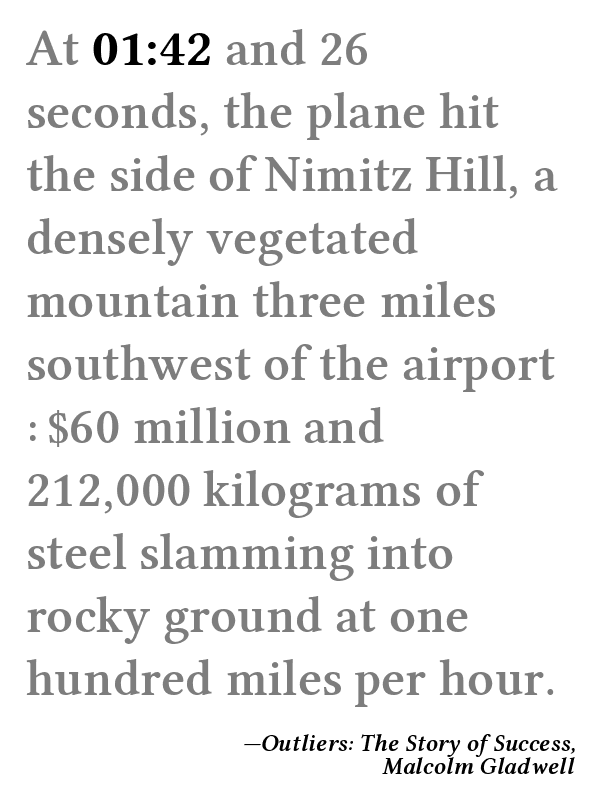 At 01:42 and 26
seconds, the plane hit
the side of Nimitz Hill, a
densely vegetated
mountain three miles
southwest of the airport
: $60 million and
212,000 kilograms of
steel slamming into
rocky ground at one
hundred miles per hour.
—Outliers: The Story of Success,
Malcolm Gladwell